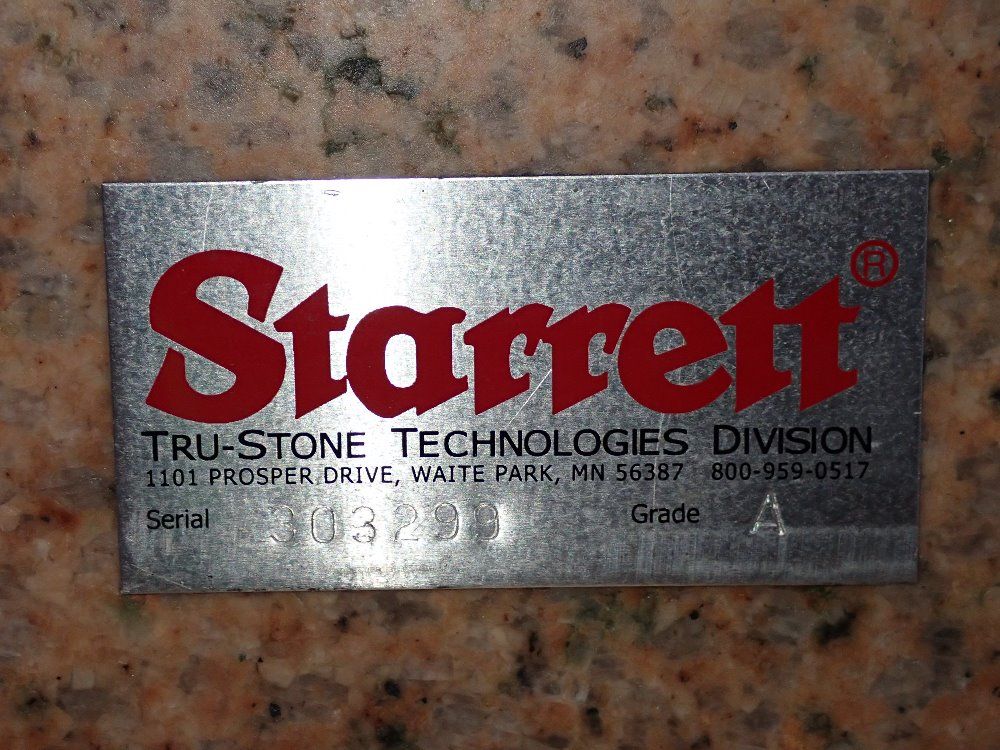 Starrett®
TRU-STONE TECHNOLOGIES DIVISION
1101 PROSPER DRIVE, WAITE PARK, MN 56387 800-959-0517
Serial 303299 Grade A